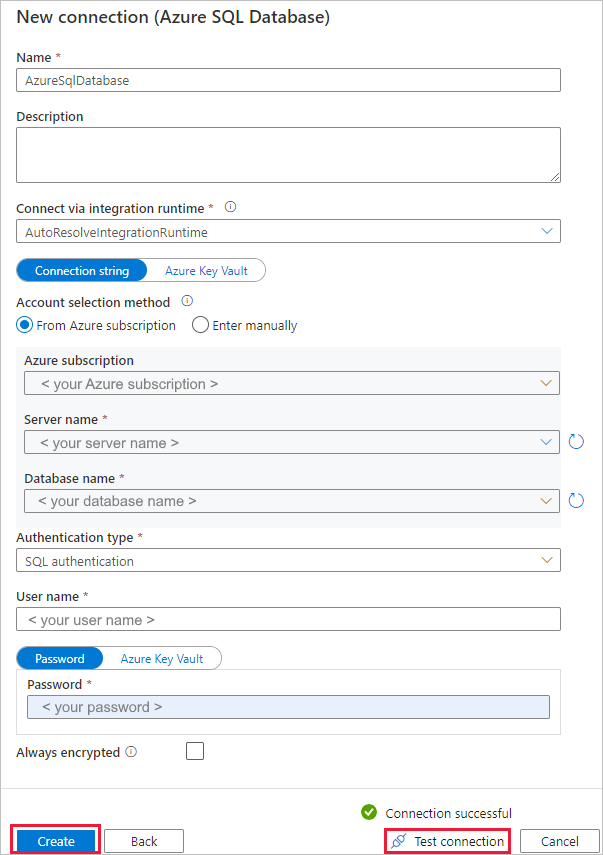 New connection (Azure SQL Database)
Name *
AzureSqlDatabase
Description
Connect via integration runtime *
AutoResolveIntegrationRuntime
Connection string Azure Key Vault
Account selection method
From Azure subscription Enter manually
Azure subscription
< your Azure subscription >
Server name *
< your server name >
Database name *
< your database name >
Authentication type *
SQL authentication
User name *
< your user name >
Password Azure Key Vault
Password *
< your password >
Always encrypted
Connection successful
Create Back Test connection Cancel